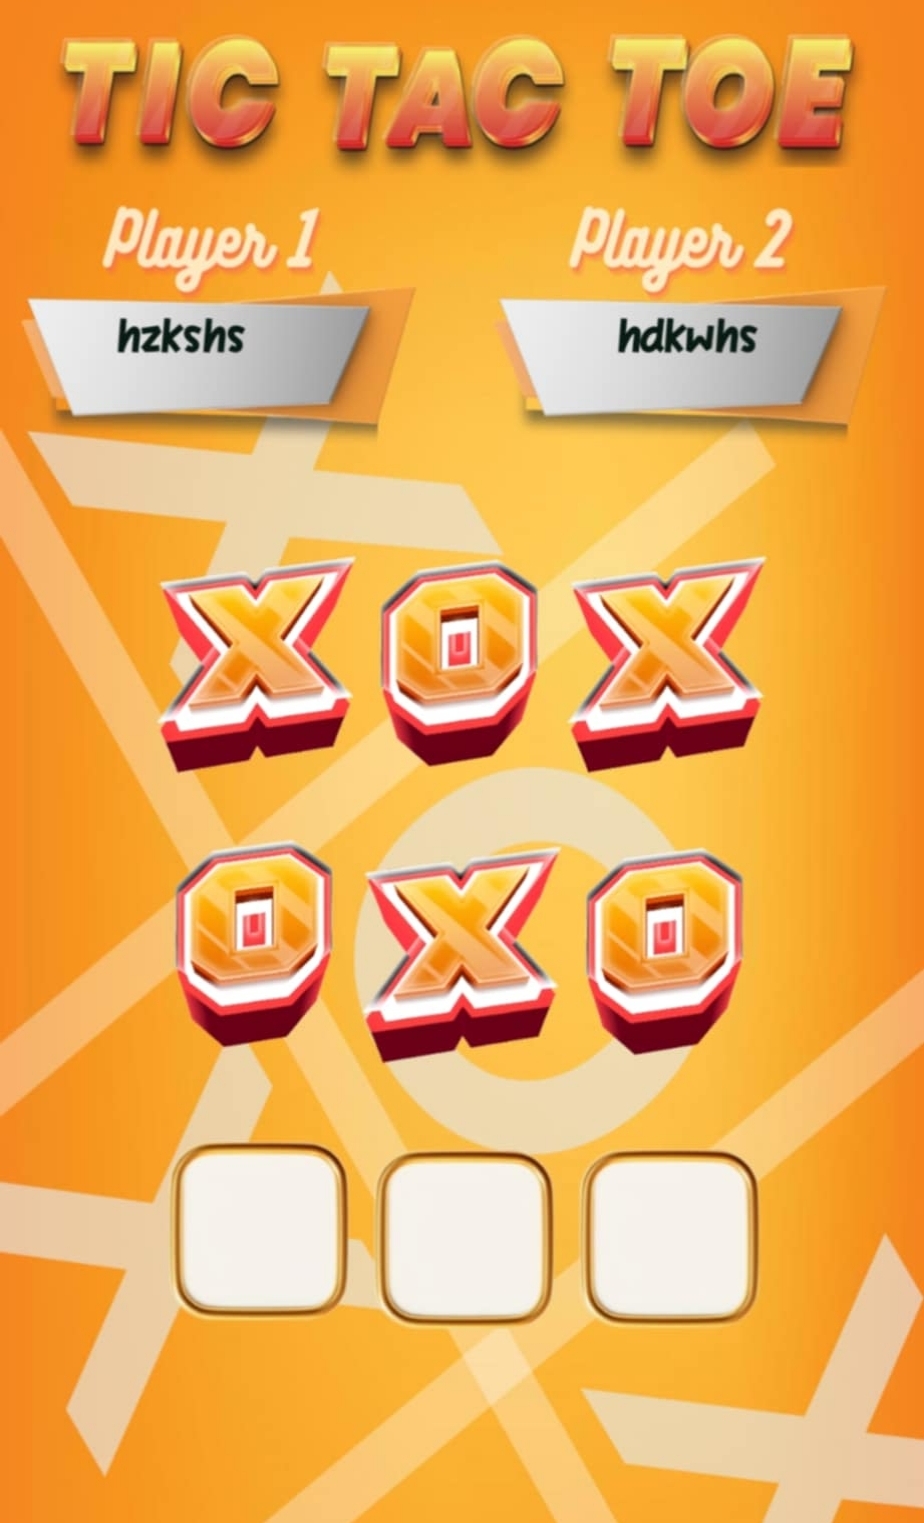 TIC TAC TOE
Player 1 Player 2
hzkshs hdkwhs
X O X
O X O